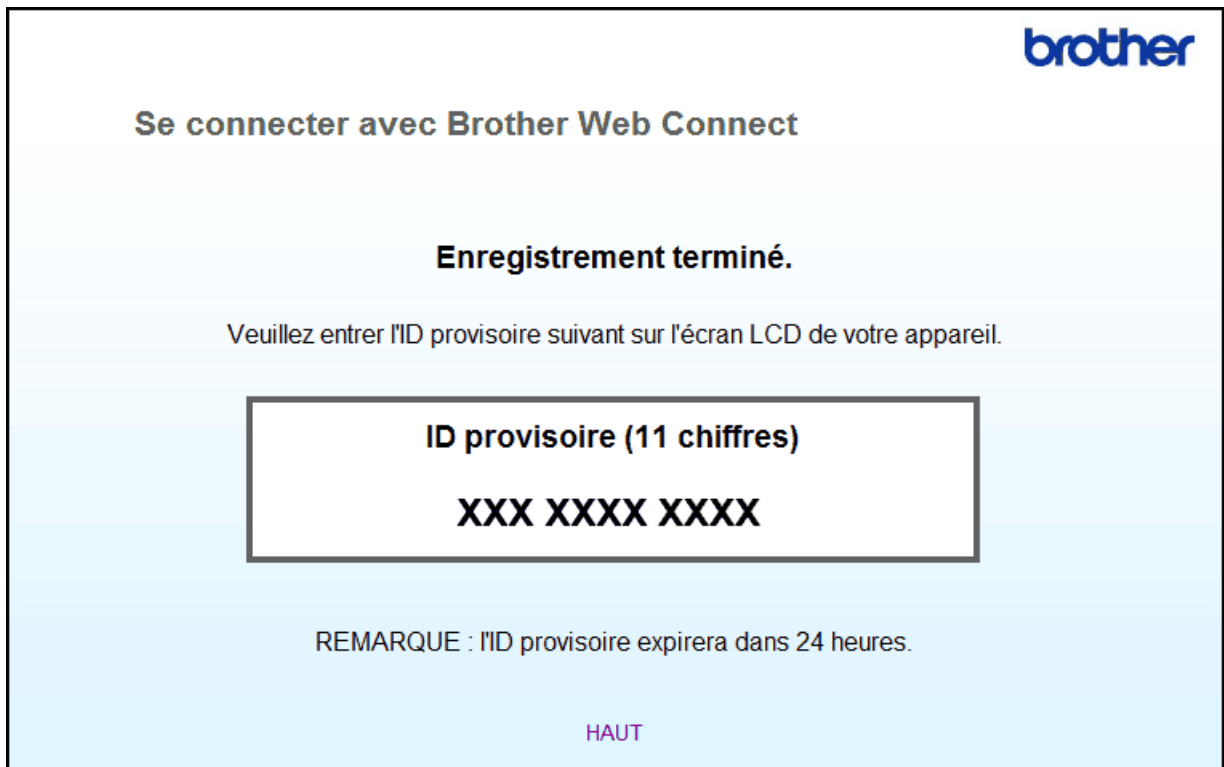 brother
Se connecter avec Brother Web Connect
Enregistrement terminé.
Veuillez entrer l'ID provisoire suivant sur l'écran LCD de votre appareil.
ID provisoire (11 chiffres)
XXX XXXX XXXX
REMARQUE : l'ID provisoire expirera dans 24 heures.
HAUT